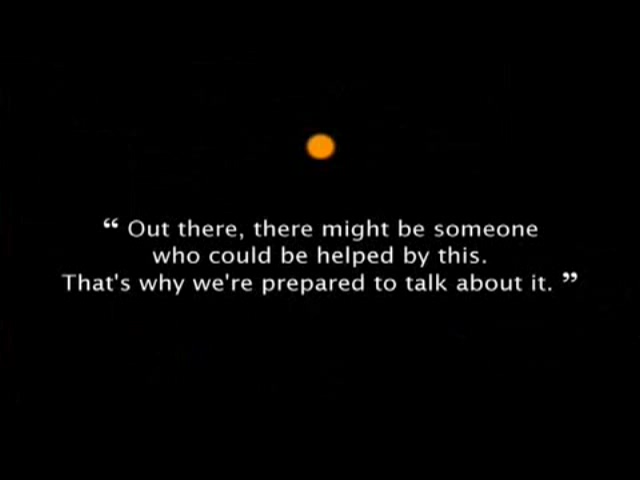 “ Out there, there might be someone
who could be helped by this.
That's why we're prepared to talk about it. ”